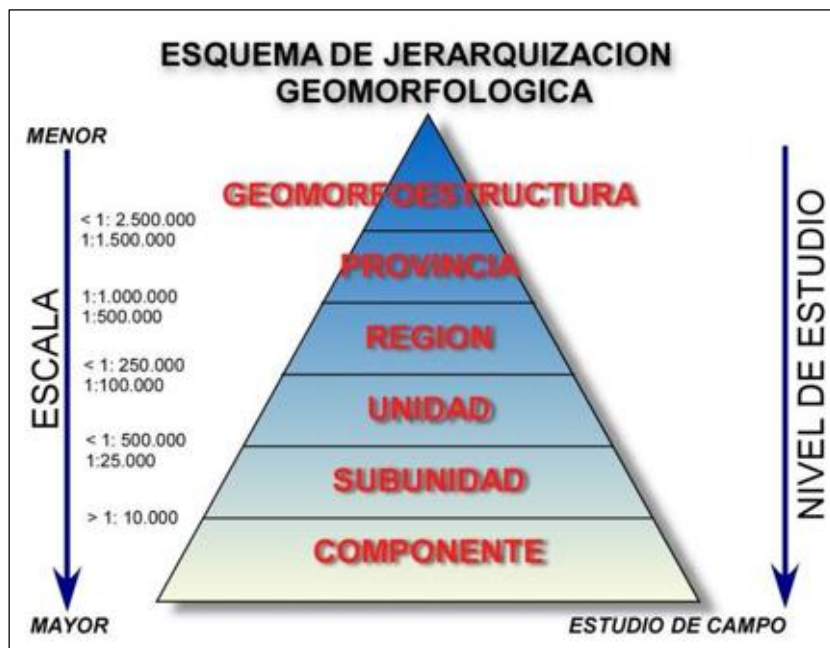 ESQUEMA DE JERARQUIZACION
GEOMORFOLOGICA
MENOR
GEOMORFOESTRUCTURA
< 1: 2.500.000
1:1.500.000
PROVINCIA
1:1.000.000
1:500.000
REGION
< 1: 250.000
1:100.000
UNIDAD
< 1: 500.000
1:25.000
SUBUNIDAD
> 1: 10.000
COMPONENTE
ESCALA
NIVEL DE ESTUDIO
MAYOR
ESTUDIO DE CAMPO